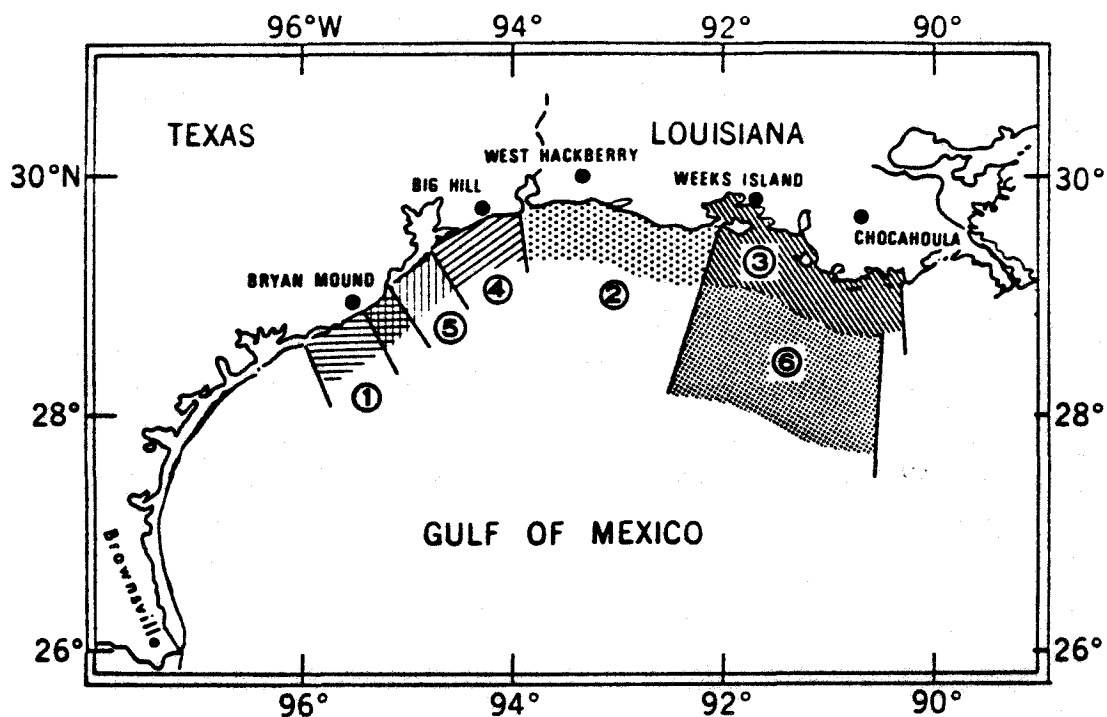 96°W 94° 92° 90°
TEXAS
LOUISIANA
WEST HACKBERRY
30°N
30°
BIG HILL
WEEKS ISLAND
CHOCAHOULA
BRYAN MOUND
③
④
②
⑤
⑥
①
28°
28°
GULF OF MEXICO
Brownsville
26°
26°
96° 94° 92° 90°